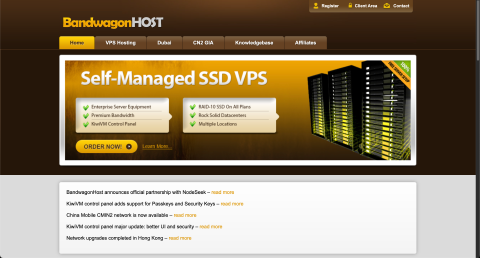 Register Client Area Contact
BandwagonHOST
Home VPS Hosting Dubai CN2 GIA Knowledgebase Affiliates
Self-Managed SSD VPS
Enterprise Server Equipment
Premium Bandwidth
KiwiVM Control Panel
RAID-10 SSD On All Plans
Rock Solid Datacenters
Multiple Locations
ORDER NOW! Learn More...
BandwagonHost announces official partnership with NodeSeek – read more
KiwiVM control panel adds support for Passkeys and Security Keys – read more
China Mobile CMIN2 network is now available – read more
KiwiVM control panel major update: better UI and security – read more
Network upgrades completed in Hong Kong – read more